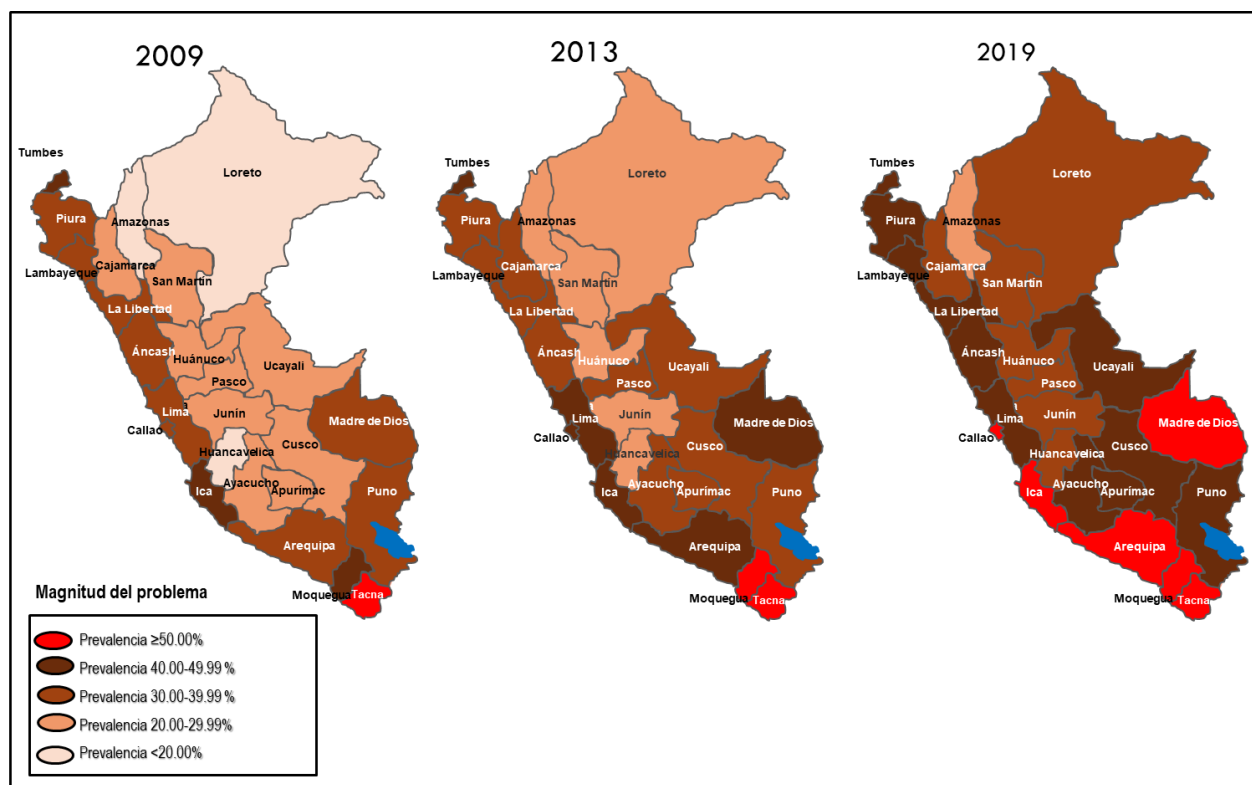 2009
Tumbes
Loreto
Piura
Amazonas
Lambayeque
Cajamarca
San Martín
La Libertad
Áncash
Huánuco
Ucayali
Pasco
Lima
Junín
Madre de Dios
Callao
Huancavelica
Cusco
Ayacucho
Apurímac
Puno
Ica
Arequipa
Moquegua
Tacna
2013
Tumbes
Loreto
Piura
Amazonas
Lambayeque
Cajamarca
San Martín
La Libertad
Áncash
Huánuco
Ucayali
Pasco
Lima
Junín
Madre de Dios
Callao
Huancavelica
Cusco
Ayacucho
Apurímac
Puno
Ica
Arequipa
Moquegua
Tacna
2019
Tumbes
Loreto
Piura
Amazonas
Lambayeque
Cajamarca
San Martín
La Libertad
Áncash
Huánuco
Ucayali
Pasco
Lima
Junín
Madre de Dios
Callao
Huancavelica
Cusco
Ayacucho
Apurímac
Puno
Ica
Arequipa
Moquegua
Tacna
Magnitud del problema
Prevalencia ≥50.00%
Prevalencia 40.00-49.99 %
Prevalencia 30.00-39.99 %
Prevalencia 20.00-29.99%
Prevalencia <20.00%